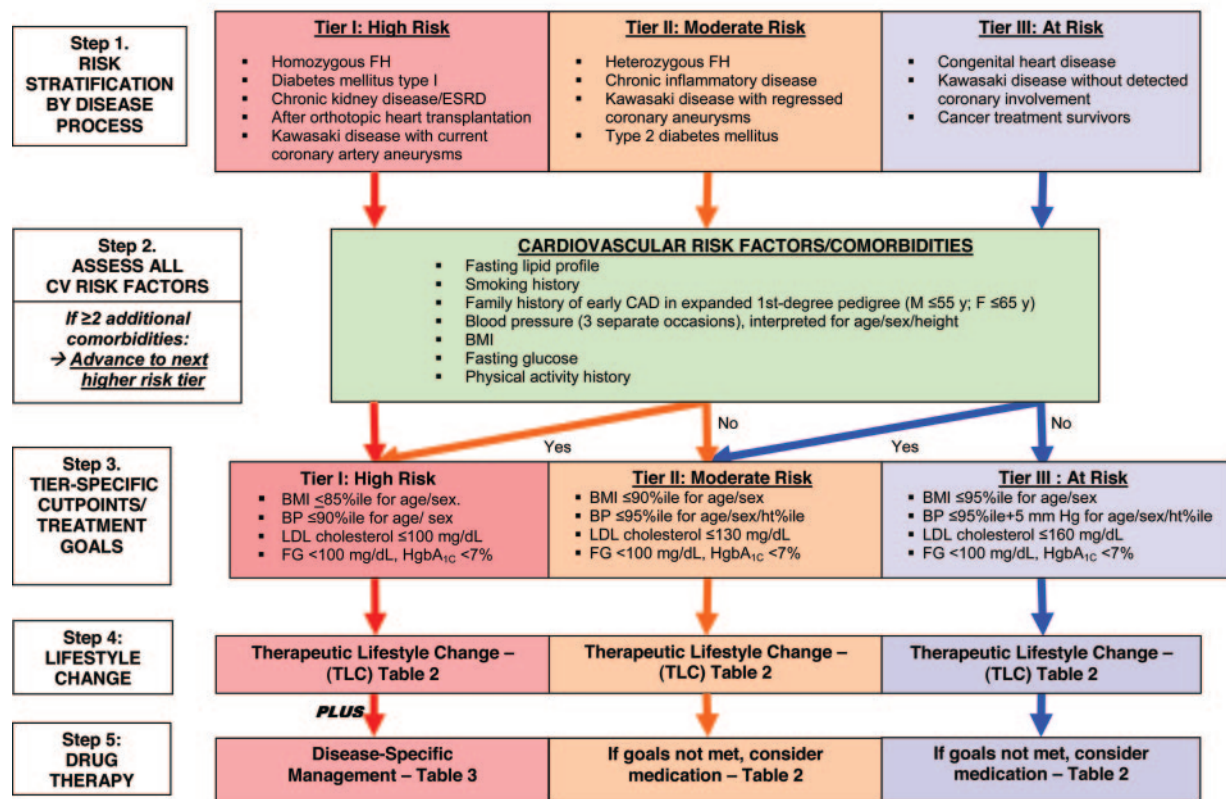 Step 1.
RISK
STRATIFICATION
BY DISEASE
PROCESS
Tier I: High Risk
▪ Homozygous FH
▪ Diabetes mellitus type I
▪ Chronic kidney disease/ESRD
▪ After orthotopic heart transplantation
▪ Kawasaki disease with current
coronary artery aneurysms
Tier II: Moderate Risk
▪ Heterozygous FH
▪ Chronic inflammatory disease
▪ Kawasaki disease with regressed
coronary aneurysms
▪ Type 2 diabetes mellitus
Tier III: At Risk
▪ Congenital heart disease
▪ Kawasaki disease without detected
coronary involvement
▪ Cancer treatment survivors
Step 2.
ASSESS ALL
CV RISK FACTORS
If ≥2 additional
comorbidities:
→ Advance to next
higher risk tier
CARDIOVASCULAR RISK FACTORS/COMORBIDITIES
▪ Fasting lipid profile
▪ Smoking history
▪ Family history of early CAD in expanded 1st-degree pedigree (M ≤55 y; F ≤65 y)
▪ Blood pressure (3 separate occasions), interpreted for age/sex/height
▪ BMI
▪ Fasting glucose
▪ Physical activity history
Yes
No
Yes
No
Step 3.
TIER-SPECIFIC
CUTPOINTS/
TREATMENT
GOALS
Tier I: High Risk
▪ BMI ≤85%ile for age/sex.
▪ BP ≤90%ile for age/ sex
▪ LDL cholesterol ≤100 mg/dL
▪ FG <100 mg/dL, HgbA1C <7%
Tier II: Moderate Risk
▪ BMI ≤90%ile for age/sex
▪ BP ≤95%ile for age/sex/ht%ile
▪ LDL cholesterol ≤130 mg/dL
▪ FG <100 mg/dL, HgbA1C <7%
Tier III : At Risk
▪ BMI ≤95%ile for age/sex
▪ BP ≤95%ile+5 mm Hg for age/sex/ht%ile
▪ LDL cholesterol ≤160 mg/dL
▪ FG <100 mg/dL, HgbA1C <7%
Step 4:
LIFESTYLE
CHANGE
Therapeutic Lifestyle Change –
(TLC) Table 2
Therapeutic Lifestyle Change –
(TLC) Table 2
Therapeutic Lifestyle Change –
(TLC) Table 2
PLUS
Step 5:
DRUG
THERAPY
Disease-Specific
Management – Table 3
If goals not met, consider
medication – Table 2
If goals not met, consider
medication – Table 2